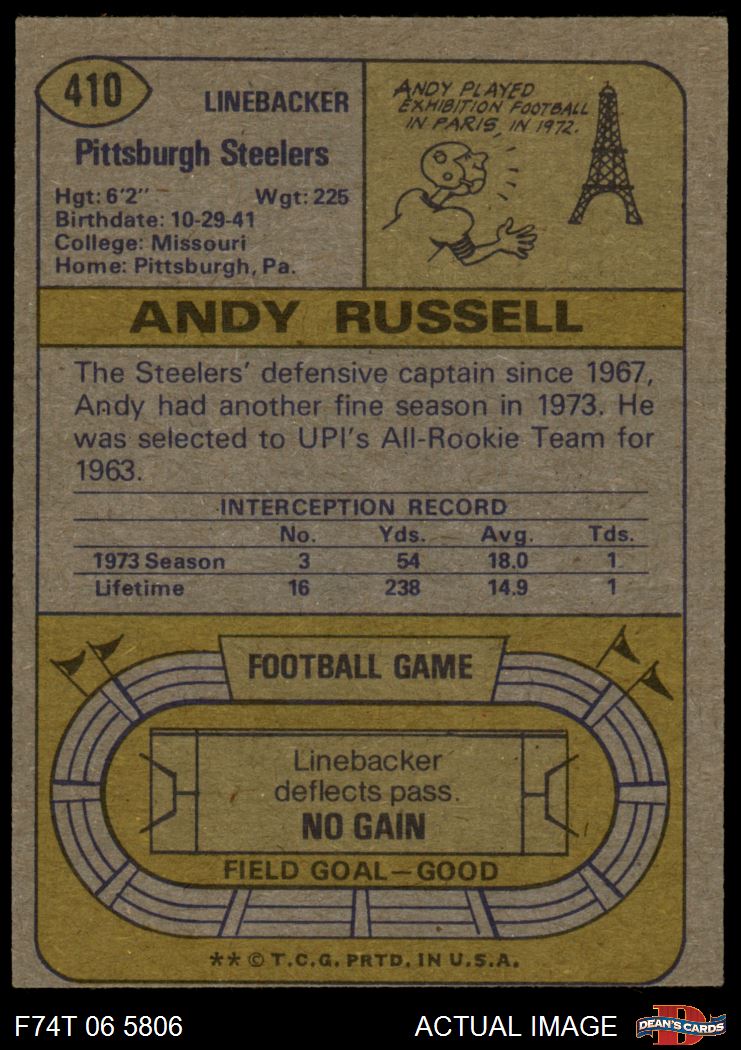 410
LINEBACKER
Pittsburgh Steelers
Hgt: 6'2" Wgt: 225
Birthdate: 10-29-41
College: Missouri
Home: Pittsburgh, Pa.
ANDY PLAYED
EXHIBITION FOOTBALL
IN PARIS, IN 1972.
ANDY RUSSELL
The Steelers' defensive captain since 1967,
Andy had another fine season in 1973. He
was selected to UPI's All-Rookie Team for
1963.
INTERCEPTION RECORD
No. Yds. Avg. Tds.
1973 Season 3 54 18.0 1
Lifetime 16 238 14.9 1
FOOTBALL GAME
Linebacker
deflects pass.
NO GAIN
FIELD GOAL—GOOD
** © T.C.G. PRTD. IN U.S.A.
F74T 06 5806 ACTUAL IMAGE
DEAN'S CARDS